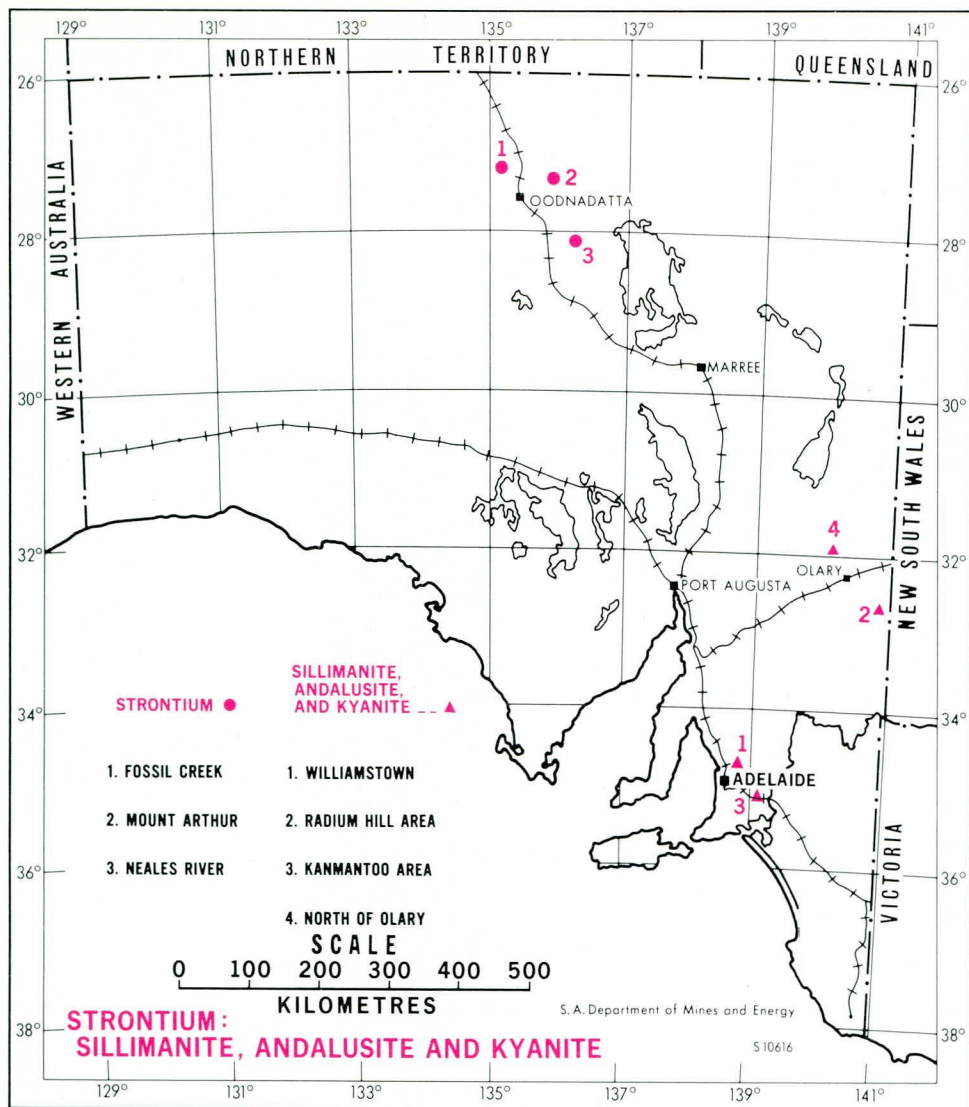 129° 131° 133° 135° 137° 139° 141°
NORTHERN TERRITORY
QUEENSLAND
26° 26°
WESTERN AUSTRALIA
1
2
OODNADATTA
28° 28°
3
MARREE
30° 30°
NEW SOUTH WALES
4
32° 32°
OLARY
PORT AUGUSTA
2
STRONTIUM
SILLIMANITE,
ANDALUSITE,
AND KYANITE
34° 34°
1
ADELAIDE
3
1. FOSSIL CREEK
2. MOUNT ARTHUR
3. NEALES RIVER
1. WILLIAMSTOWN
2. RADIUM HILL AREA
3. KANMANTOO AREA
4. NORTH OF OLARY
36° 36°
VICTORIA
SCALE
0 100 200 300 400 500
KILOMETRES
S.A. Department of Mines and Energy
STRONTIUM:
SILLIMANITE, ANDALUSITE AND KYANITE
S10616
38° 38°
129° 131° 133° 135° 137° 139° 141°